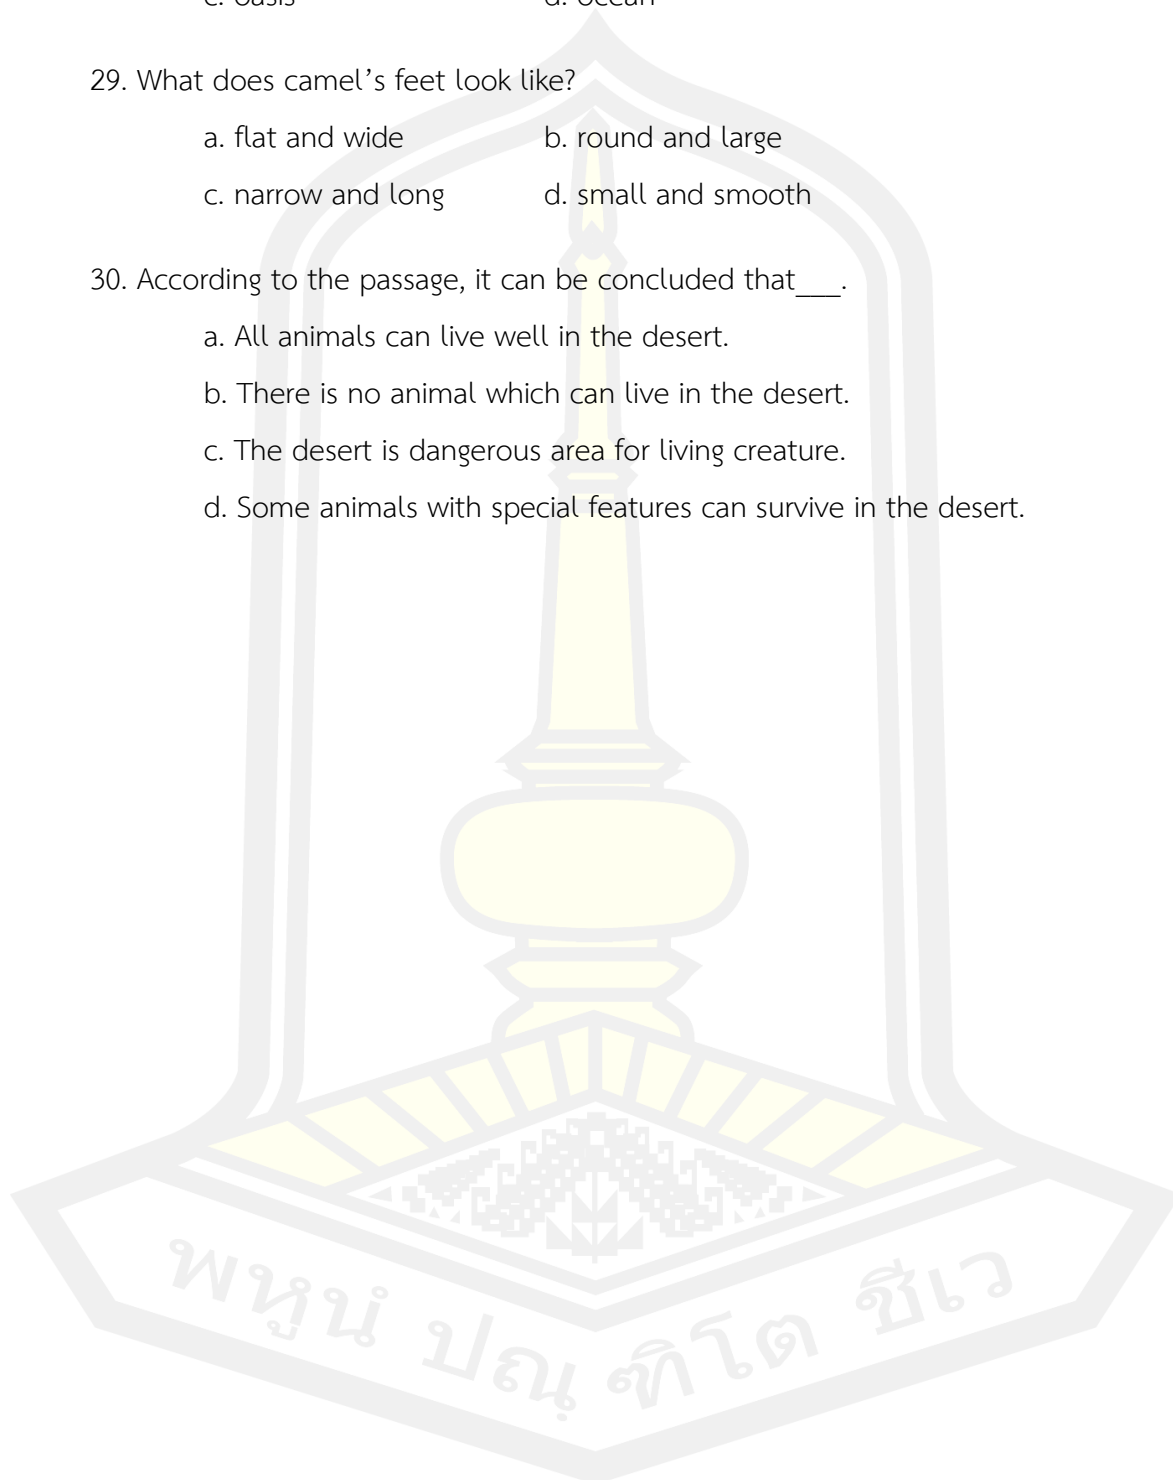 c. oasis d. ocean
29. What does camel's feet look like?
a. flat and wide b. round and large
c. narrow and long d. small and smooth
30. According to the passage, it can be concluded that___.
a. All animals can live well in the desert.
b. There is no animal which can live in the desert.
c. The desert is dangerous area for living creature.
d. Some animals with special features can survive in the desert.
พหูนํ ปณฺฑิโต ชีเว